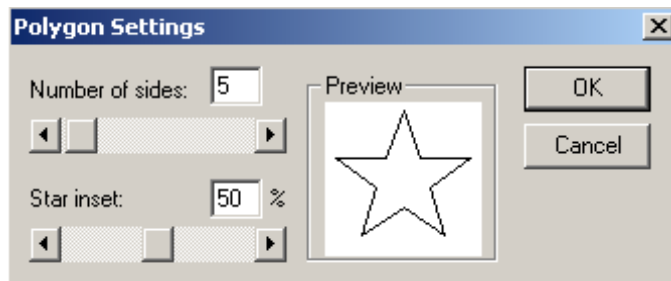 Polygon Settings
Number of sides: 5
Star inset: 50 %
Preview
OK
Cancel